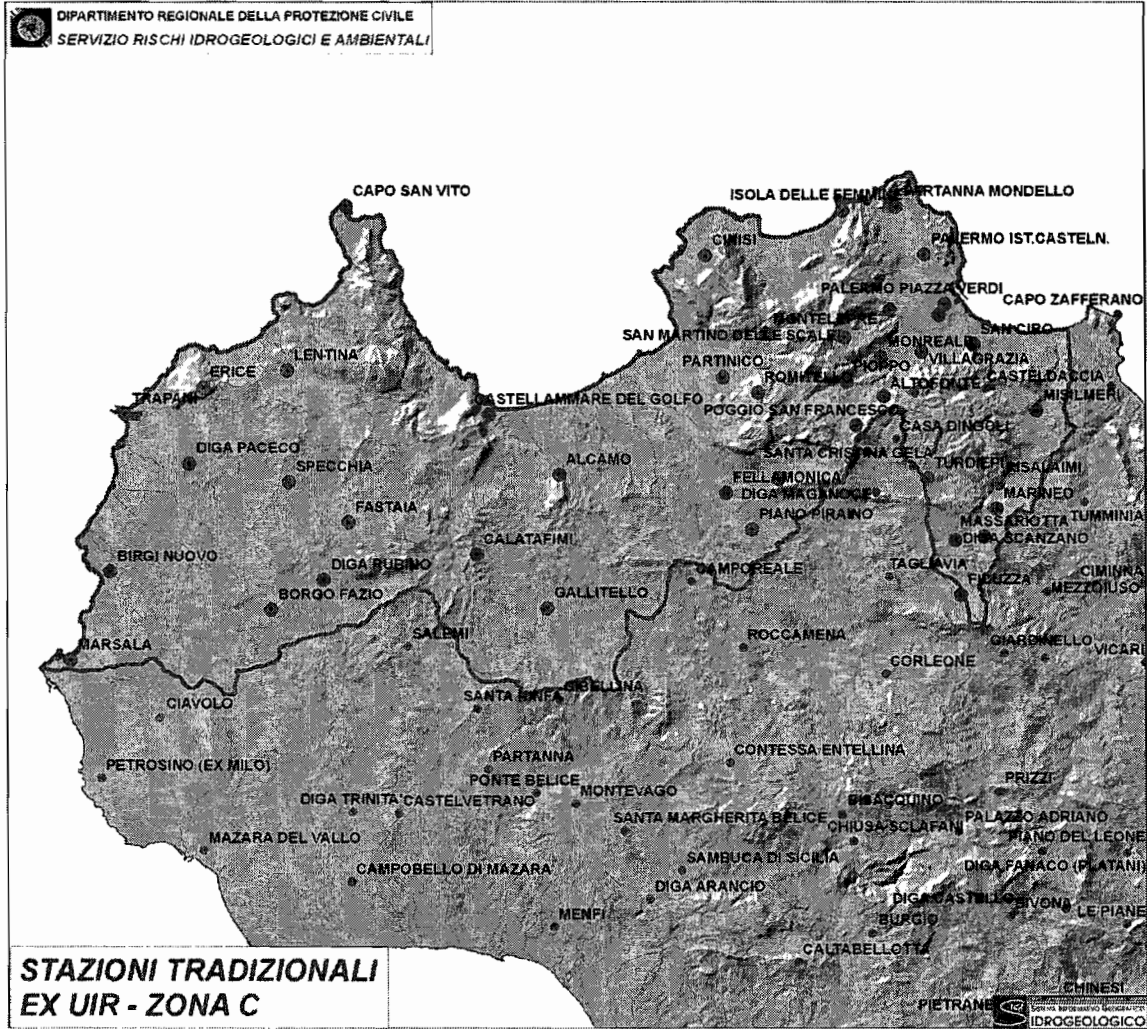 DIPARTIMENTO REGIONALE DELLA PROTEZIONE CIVILE
SERVIZIO RISCHI IDROGEOLOGICI E AMBIENTALI
CAPO SAN VITO
ISOLA DELLE
MONDELLO
CINISI
PALERMO IST.CASTELN.
PALERMO PIAZZA VERDI
CAPO ZAFFERANO
SAN MARTINO DELLE
SAN CIRO
MONREALE
LENTINA
PARTINICO
PIOPPO
VILLAGRAZIA
ERICE
ROMITELLO
ALTOFONTE
CASTELDACCIA
TRAPANI
CASTELLAMMARE DEL GOLFO
POGGIO SAN FRANCESCO
MISILMERI
CASA DINGOLI
DIGA PACECO
SPECCHIA
ALCAMO
SANTA CRISTINA GELA
FELLAMONICA
DIGA
MARINEO
FASTAIA
PIANO PIRAINO
MASSARIOTTA
TUMMINIA
DIGA SCANZANO
CALATAFIMI
BIRGI NUOVO
DIGA RUBINO
CAMPOREALE
TAGLIAVIA
FICUZZA
CIMINNA
MEZZOIUSO
BORGO FAZIO
GALLITELLO
MARSALA
SALEMI
ROCCAMENA
GIARDINELLO
VICARI
CORLEONE
CIAVOLO
SANTA NINFA
GIBELLINA
PETROSINO (EX MILO)
PARTANNA
CONTESSA ENTELLINA
PONTE BELICE
PRIZZI
DIGA TRINITA'
CASTELVETRANO
MONTEVAGO
BISACQUINO
SANTA MARGHERITA BELICE
CHIUSA SCLAFANI
PALAZZO ADRIANO
PIANO DEL LEONE
MAZARA DEL VALLO
SAMBUCA DI SICILIA
DIGA FANACO (PLATANI)
CAMPOBELLO DI MAZARA'
DIGA ARANCIO
DIGA CASTELLO
BIVONA
LE PIANE
MENFI
BURGIO
CALTABELLOTTA
CHINESI
STAZIONI TRADIZIONALI
EX UIR - ZONA C
IDROGEOLOGICO